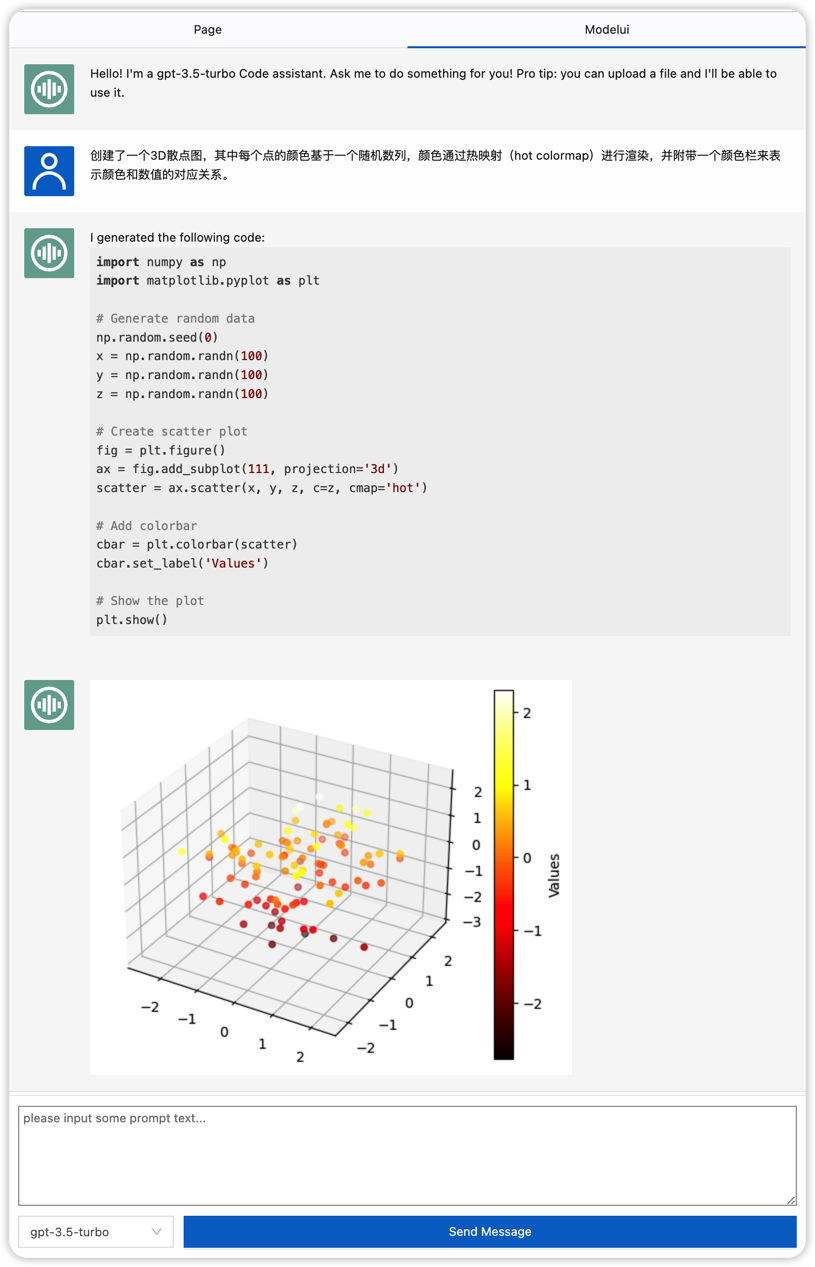 Page
Modelui
Hello! I'm a gpt-3.5-turbo Code assistant. Ask me to do something for you! Pro tip: you can upload a file and I'll be able to
use it.
创建了一个3D散点图，其中每个点的颜色基于一个随机数列，颜色通过热映射（hot colormap）进行渲染，并附带一个颜色栏来表
示颜色和数值的对应关系。
I generated the following code:
import numpy as np
import matplotlib.pyplot as plt
# Generate random data
np.random.seed(0)
x = np.random.randn(100)
y = np.random.randn(100)
z = np.random.randn(100)
# Create scatter plot
fig = plt.figure()
ax = fig.add_subplot(111, projection='3d')
scatter = ax.scatter(x, y, z, c=z, cmap='hot')
# Add colorbar
cbar = plt.colorbar(scatter)
cbar.set_label('Values')
# Show the plot
plt.show()
−2
−1
0
1
2
−2
−1
0
1
2
2
1
0
−1
−2
−3
2
1
0
−1
−2
Values
please input some prompt text...
gpt-3.5-turbo
Send Message